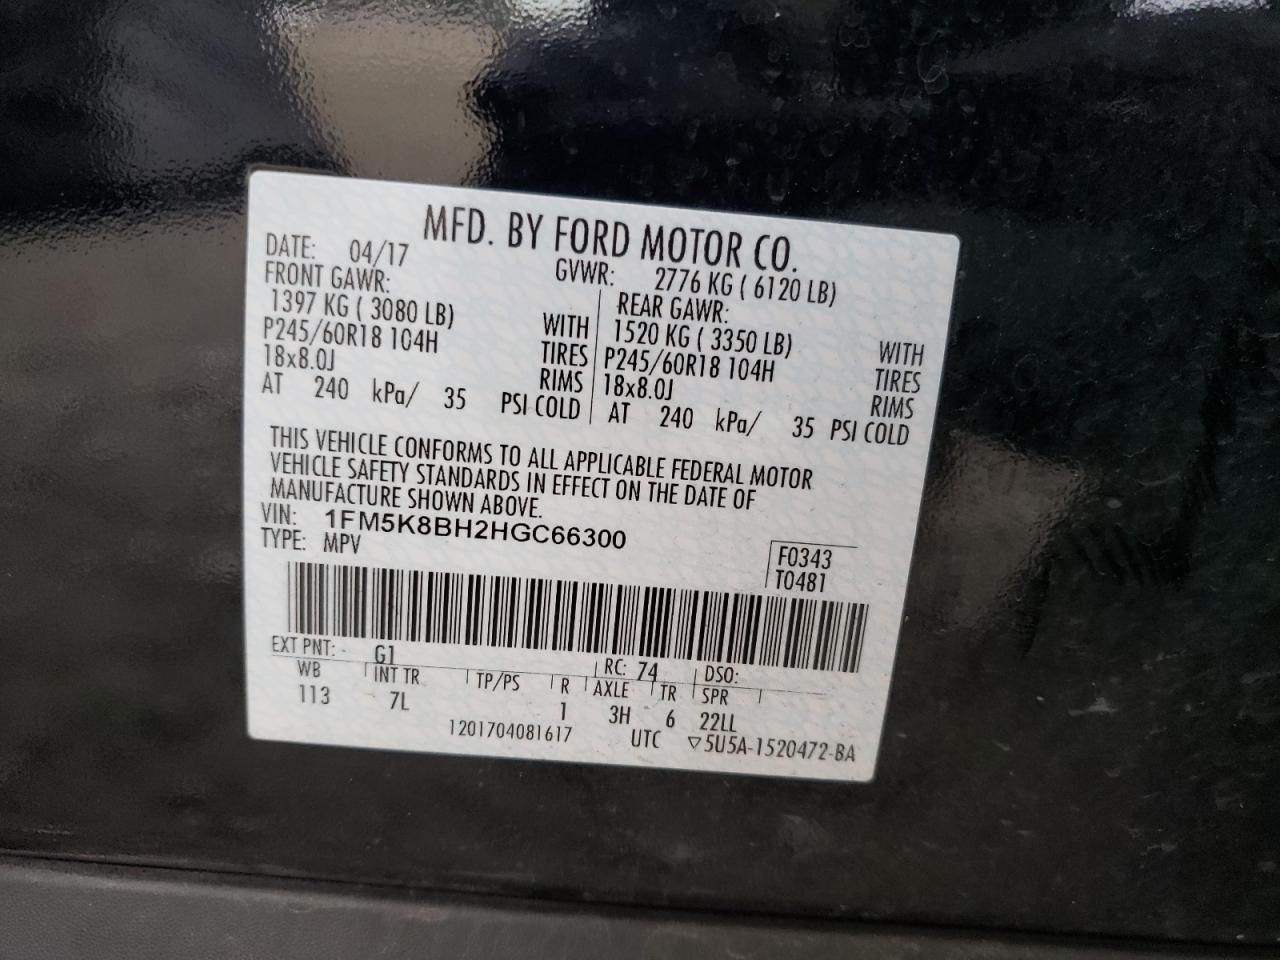 MFD. BY FORD MOTOR CO.
DATE: 04/17 GVWR: 2776 KG ( 6120 LB)
FRONT GAWR: REAR GAWR:
1397 KG ( 3080 LB) WITH 1520 KG ( 3350 LB) WITH
P245/60R18 104H TIRES P245/60R18 104H TIRES
18x8.0J RIMS 18x8.0J RIMS
AT 240 kPa/ 35 PSI COLD AT 240 kPa/ 35 PSI COLD
THIS VEHICLE CONFORMS TO ALL APPLICABLE FEDERAL MOTOR
VEHICLE SAFETY STANDARDS IN EFFECT ON THE DATE OF
MANUFACTURE SHOWN ABOVE.
VIN: 1FM5K8BH2HGC66300
TYPE: MPV
F0343
T0481
EXT PNT: - G1 RC: 74 DSO:
WB INT TR TP/PS R AXLE TR SPR
113 7L 1 3H 6 22LL
1201704081617 UTC ▽5U5A-1520472-BA